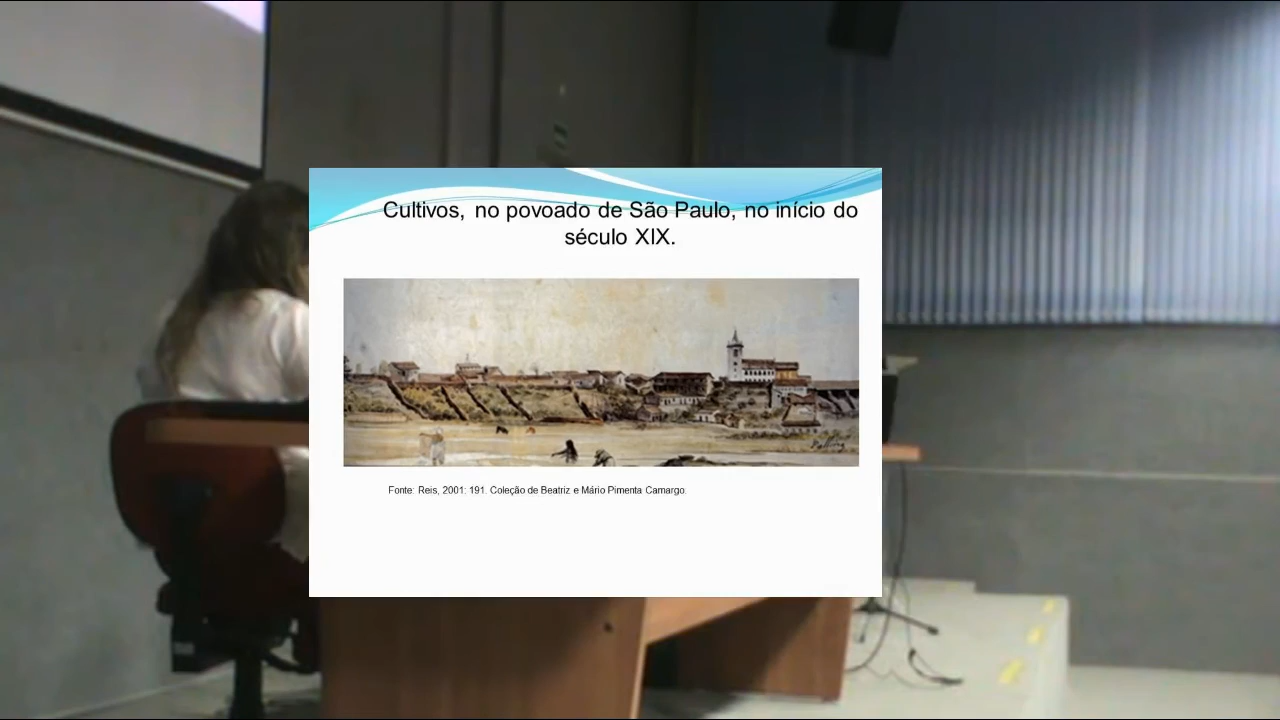 Cultivos, no povoado de São Paulo, no início do
século XIX.
Fonte: Reis, 2001: 191. Coleção de Beatriz e Mário Pimenta Camargo.